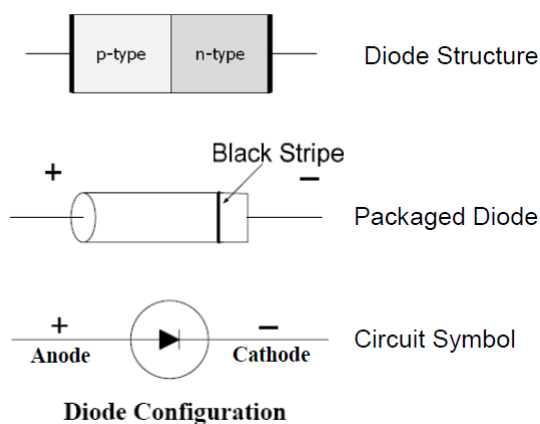 p-type n-type Diode Structure
Black Stripe
+ −
Packaged Diode
+ −
Anode Cathode Circuit Symbol
Diode Configuration